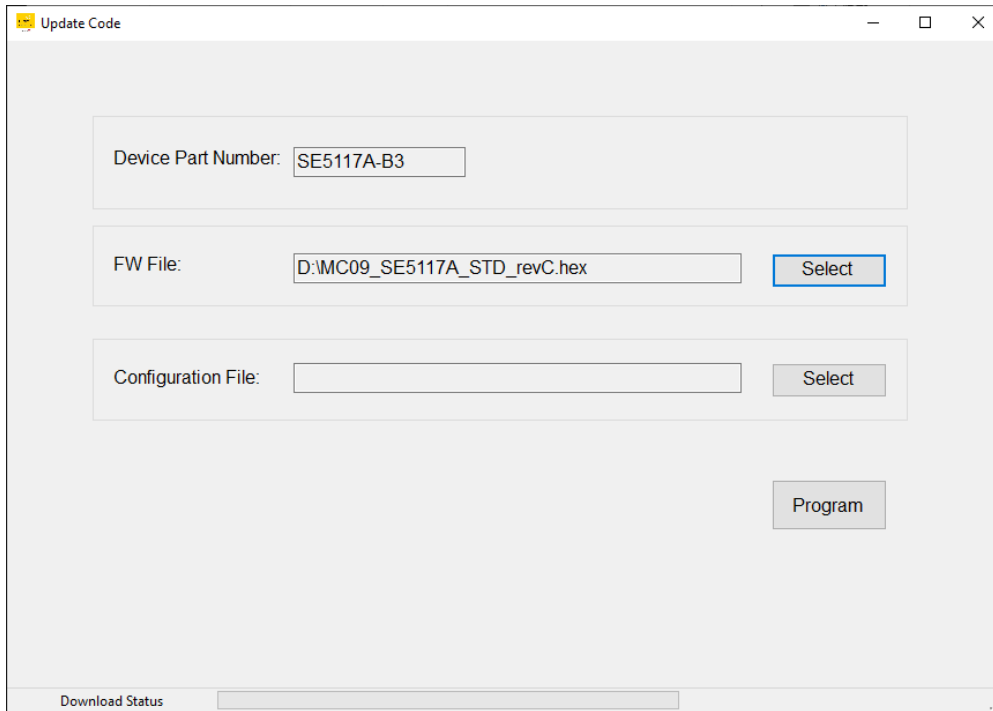 Update Code
Device Part Number: SE5117A-B3
FW File: D:\MC09_SE5117A_STD_revC.hex Select
Configuration File: Select
Program
Download Status